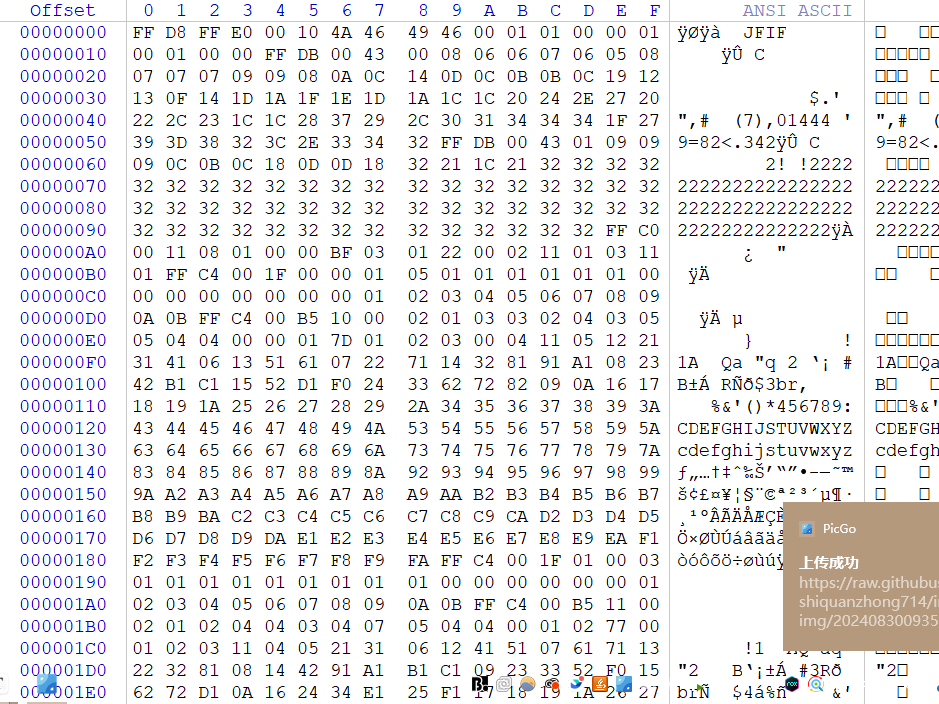 Offset 0 1 2 3 4 5 6 7 8 9 A B C D E F ANSI ASCII
00000000 FF D8 FF E0 00 10 4A 46 49 46 00 01 01 00 00 01 ÿØÿà JFIF
00000010 00 01 00 00 FF DB 00 43 00 08 06 06 07 06 05 08 ÿÛ C
00000020 07 07 07 09 09 08 0A 0C 14 0D 0C 0B 0B 0C 19 12
00000030 13 0F 14 1D 1A 1F 1E 1D 1A 1C 1C 20 24 2E 27 20 $.'
00000040 22 2C 23 1C 1C 28 37 29 2C 30 31 34 34 34 1F 27 ",# (7),01444 ' ",#
00000050 39 3D 38 32 3C 2E 33 34 32 FF DB 00 43 01 09 09 9=82<.342ÿÛ C 9=82<.
00000060 09 0C 0B 0C 18 0D 0D 18 32 21 1C 21 32 32 32 32 2! !2222
00000070 32 32 32 32 32 32 32 32 32 32 32 32 32 32 32 32 2222222222222222 222222
00000080 32 32 32 32 32 32 32 32 32 32 32 32 32 32 32 32 2222222222222222 222222
00000090 32 32 32 32 32 32 32 32 32 32 32 32 32 32 FF C0 22222222222222ÿÀ 222222
000000A0 00 11 08 01 00 00 BF 03 01 22 00 02 11 01 03 11 ¿ "
000000B0 01 FF C4 00 1F 00 00 01 05 01 01 01 01 01 01 00 ÿÄ
000000C0 00 00 00 00 00 00 00 01 02 03 04 05 06 07 08 09
000000D0 0A 0B FF C4 00 B5 10 00 02 01 03 03 02 04 03 05 ÿÄ µ
000000E0 05 04 04 00 00 01 7D 01 02 03 00 04 11 05 12 21 } !
000000F0 31 41 06 13 51 61 07 22 71 14 32 81 91 A1 08 23 1A Qa "q 2 ‘¡ # 1A Qa
00000100 42 B1 C1 15 52 D1 F0 24 33 62 72 82 09 0A 16 17 B±Á RÑð$3br‚ B
00000110 18 19 1A 25 26 27 28 29 2A 34 35 36 37 38 39 3A %&'()*456789: %&'
00000120 43 44 45 46 47 48 49 4A 53 54 55 56 57 58 59 5A CDEFGHIJSTUVWXYZ CDEFGH
00000130 63 64 65 66 67 68 69 6A 73 74 75 76 77 78 79 7A cdefghijstuvwxyz cdefgh
00000140 83 84 85 86 87 88 89 8A 92 93 94 95 96 97 98 99 ƒ„…†‡ˆ‰Š’“”•–—˜™
00000150 9A A2 A3 A4 A5 A6 A7 A8 A9 AA B2 B3 B4 B5 B6 B7 š¢£¤¥¦§¨©ª²³´µ¶·
00000160 B8 B9 BA C2 C3 C4 C5 C6 C7 C8 C9 CA D2 D3 D4 D5 ¸¹ºÂÃÄÅÆÇ
00000170 D6 D7 D8 D9 DA E1 E2 E3 E4 E5 E6 E7 E8 E9 EA F1 Ö×ØÙÚáâãä
00000180 F2 F3 F4 F5 F6 F7 F8 F9 FA FF C4 00 1F 01 00 03 òóôõö÷øùú
00000190 01 01 01 01 01 01 01 01 01 00 00 00 00 00 00 01
000001A0 02 03 04 05 06 07 08 09 0A 0B FF C4 00 B5 11 00
000001B0 02 01 02 04 04 03 04 07 05 04 04 00 01 02 77 00
000001C0 01 02 03 11 04 05 21 31 06 12 41 51 07 61 71 13 !1
000001D0 22 32 81 08 14 42 91 A1 B1 C1 09 23 33 52 F0 15 "2 B‘¡±Á #3Rð "2
000001E0 62 72 D1 0A 16 24 34 E1 25 F1 17 18 19 1A 26 27 brÑ $4á%ñ &'
PicGo
上传成功
https://raw.githubus
shiquanzhong714/i
img/202408300935